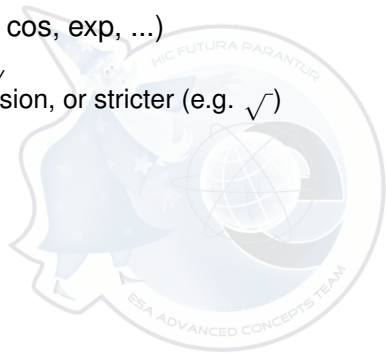 cos, exp, ...)
sion, or stricter (e.g. √)
HIC FUTURA PARANTUR
ESA ADVANCED CONCEPTS TEAM